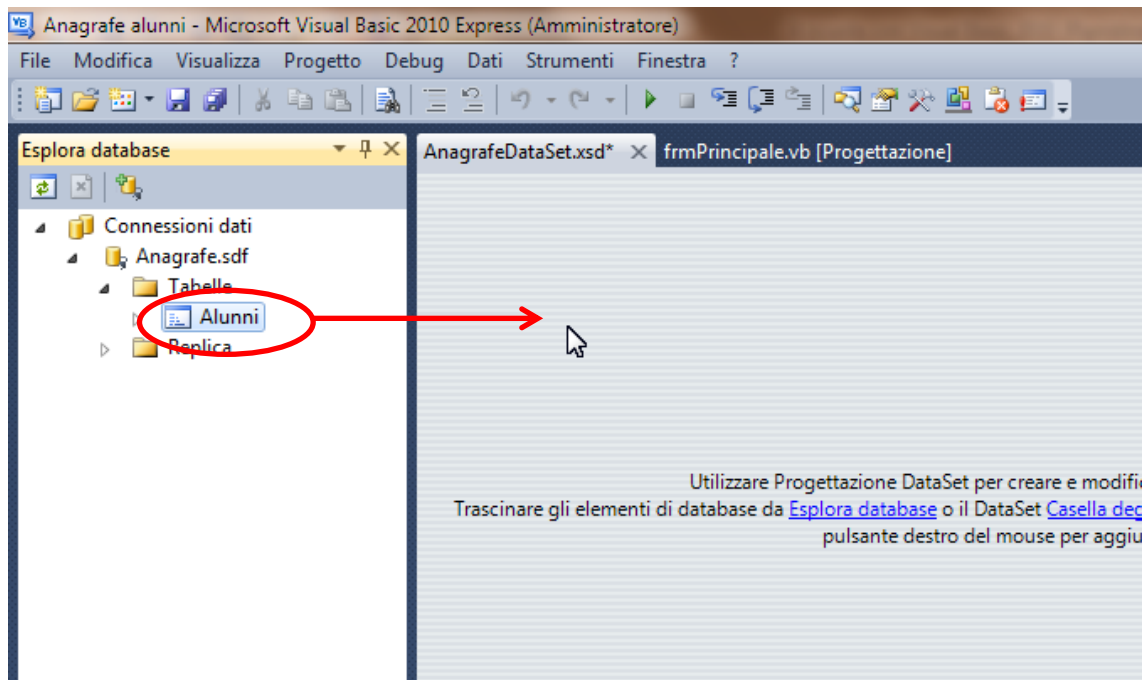 Anagrafe alunni - Microsoft Visual Basic 2010 Express (Amministratore)
File Modifica Visualizza Progetto Debug Dati Strumenti Finestra ?
Esplora database
AnagrafeDataSet.xsd* frmPrincipale.vb [Progettazione]
Connessioni dati
Anagrafe.sdf
Tabelle
Alunni
Replica
Utilizzare Progettazione DataSet per creare e modifi
Trascinare gli elementi di database da Esplora database o il DataSet Casella deg
pulsante destro del mouse per aggiu